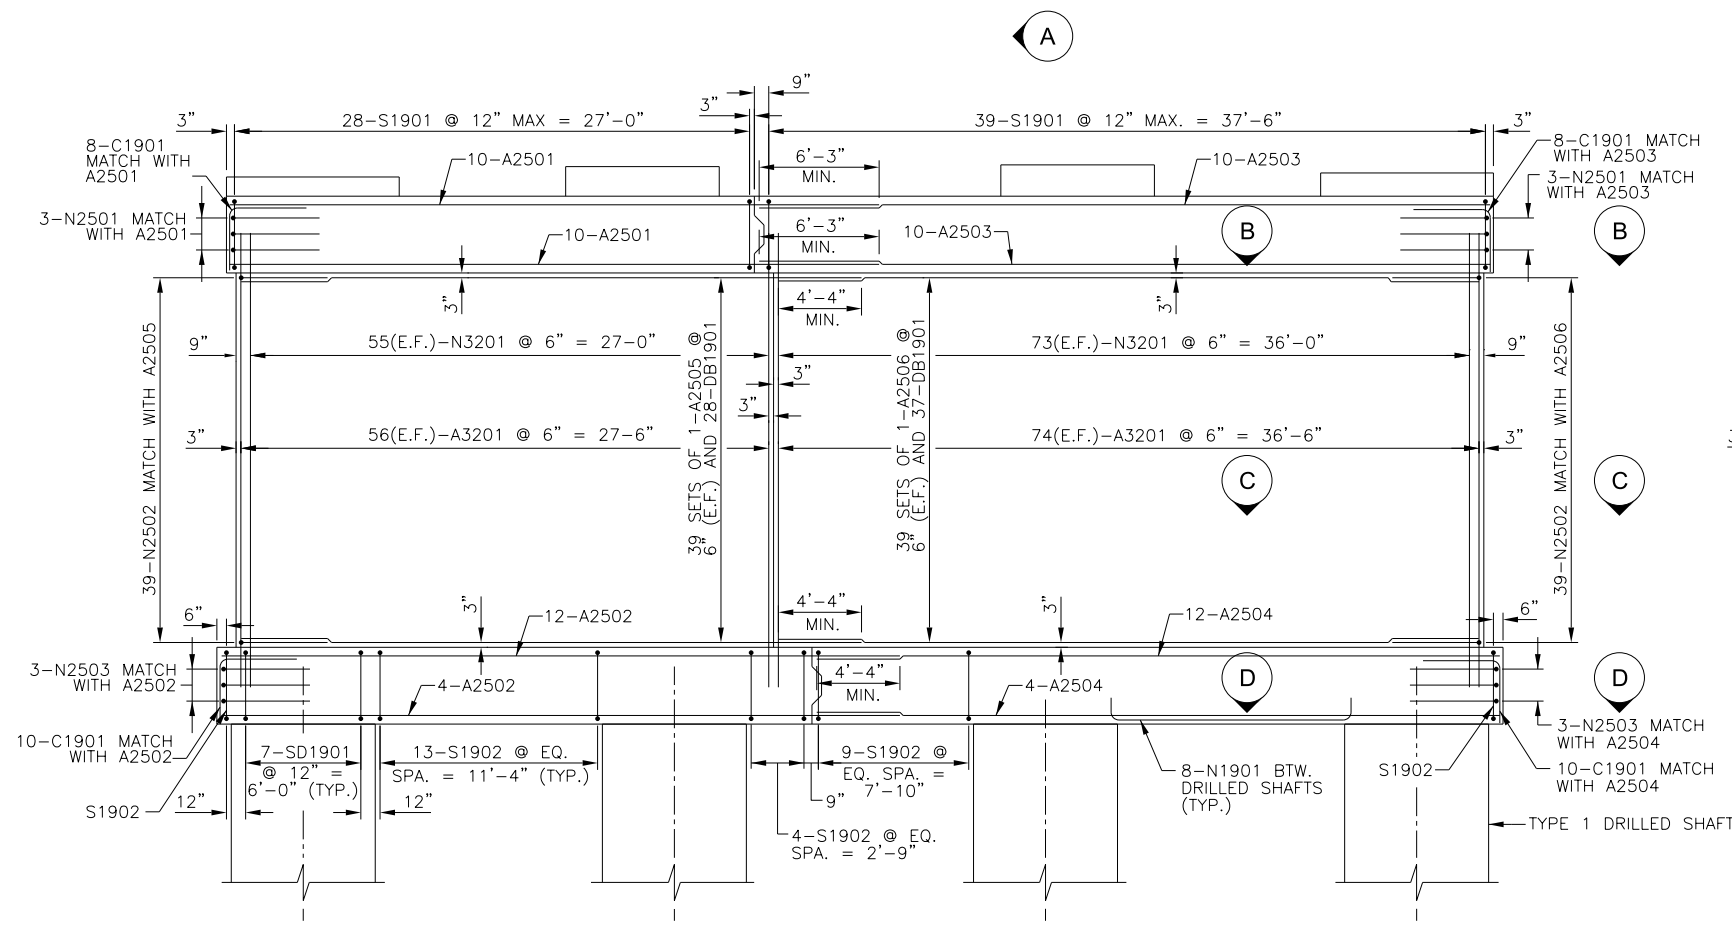 A
9”
3”
3”
28-S1901 @ 12” MAX = 27’-0”
39-S1901 @ 12” MAX. = 37’-6”
3”
8-C1901
MATCH WITH
A2501
10-A2501
6’-3”
MIN.
10-A2503
8-C1901 MATCH
WITH A2503
3-N2501 MATCH
WITH A2503
3-N2501 MATCH
WITH A2501
10-A2501
6’-3”
MIN.
10-A2503
B
B
3”
4’-4”
MIN.
3”
39-N2502 MATCH WITH A2505
9”
55(E.F.)-N3201 @ 6” = 27-0”
39 SETS OF 1-A2505 @
6” (E.F.) AND 28-DB1901
39 SETS OF 1-A2506 @
6” (E.F.) AND 37-DB1901
73(E.F.)-N3201 @ 6” = 36’-0”
9”
39-N2502 MATCH WITH A2506
3”
3”
3”
56(E.F.)-A3201 @ 6” = 27-6”
74(E.F.)-A3201 @ 6” = 36’-6”
3”
C
C
6”
3”
12-A2502
4’-4”
MIN.
3”
12-A2504
6”
3-N2503 MATCH
WITH A2502
4-A2502
4’-4”
MIN.
4-A2504
D
D
10-C1901 MATCH
WITH A2502
7-SD1901
@ 12” =
6’-0” (TYP.)
13-S1902 @ EQ.
SPA. = 11’-4” (TYP.)
9-S1902 @
EQ. SPA. =
7’-10”
8-N1901 BTW.
DRILLED SHAFTS
(TYP.)
S1902
3-N2503 MATCH
WITH A2504
10-C1901 MATCH
WITH A2504
S1902
12”
12”
9”
4-S1902 @ EQ.
SPA. = 2’-9”
TYPE 1 DRILLED SHAFT